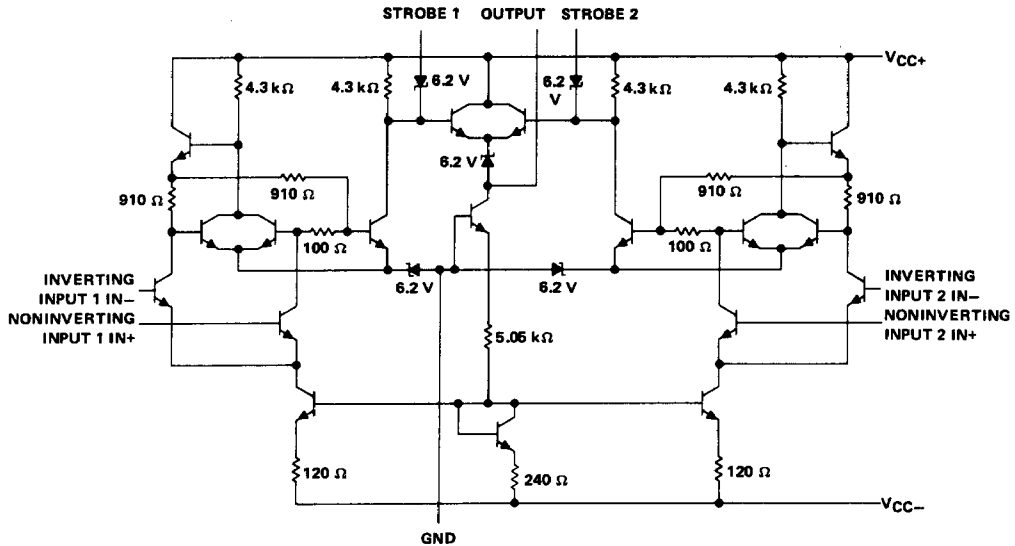 STROBE 1 OUTPUT STROBE 2
VCC+
4.3 kΩ
4.3 kΩ
6.2 V
6.2 V
4.3 kΩ
4.3 kΩ
6.2 V
910 Ω
910 Ω
910 Ω
910 Ω
100 Ω
100 Ω
6.2 V
6.2 V
INVERTING
INPUT 1 IN−
NONINVERTING
INPUT 1 IN+
INVERTING
INPUT 2 IN−
NONINVERTING
INPUT 2 IN+
5.05 kΩ
120 Ω
240 Ω
120 Ω
VCC−
GND